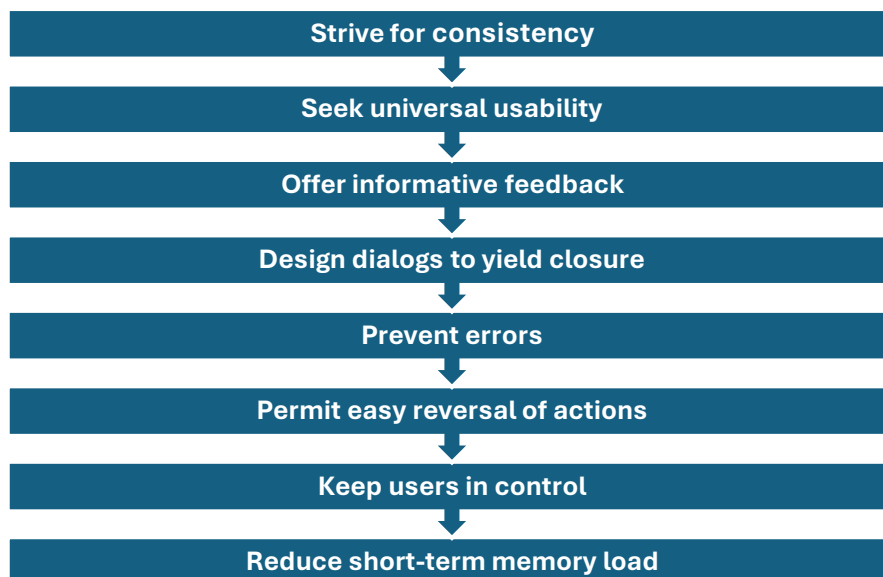 Strive for consistency
Seek universal usability
Offer informative feedback
Design dialogs to yield closure
Prevent errors
Permit easy reversal of actions
Keep users in control
Reduce short-term memory load